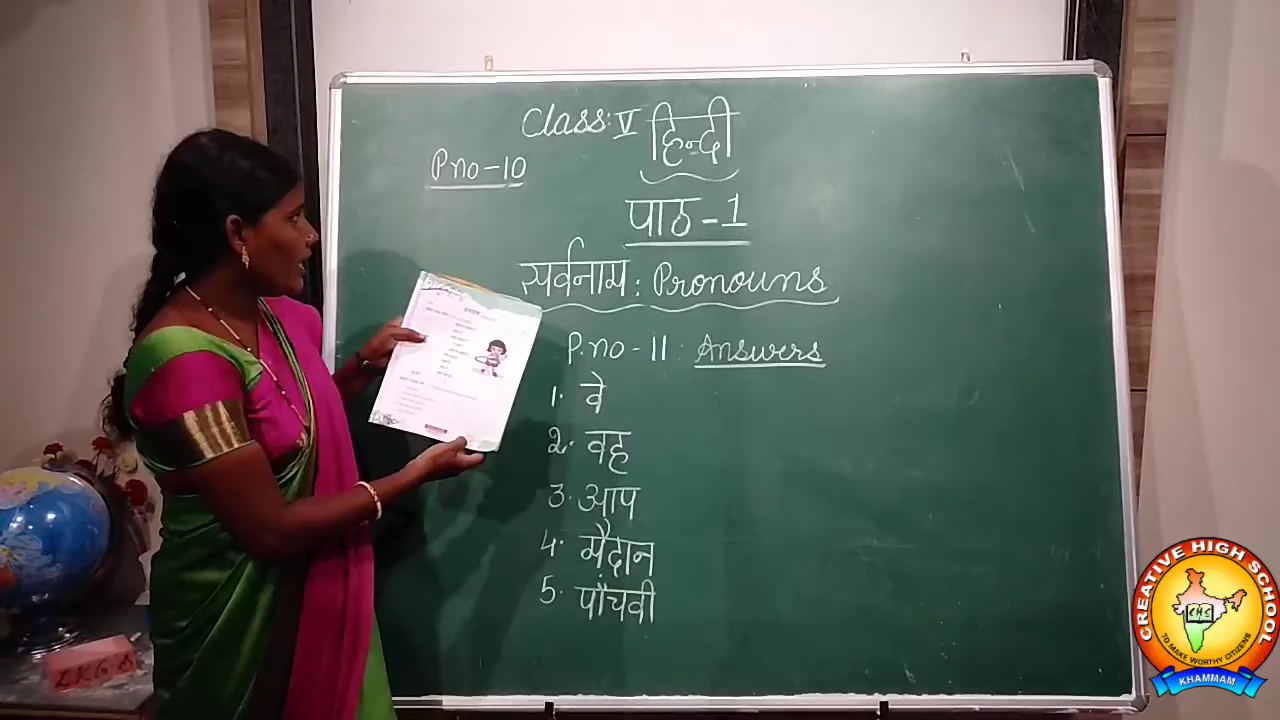 Class: V हिन्दी
P no-10
पाठ-1
सर्वनाम: Pronouns
P.no-11: Answers
1. वे
2. वह
3. आप
4. मैदान
5. पाँचवी
LKG
CREATIVE HIGH SCHOOL
CHS
TO MAKE WORTHY CITIZENS
KHAMMAM